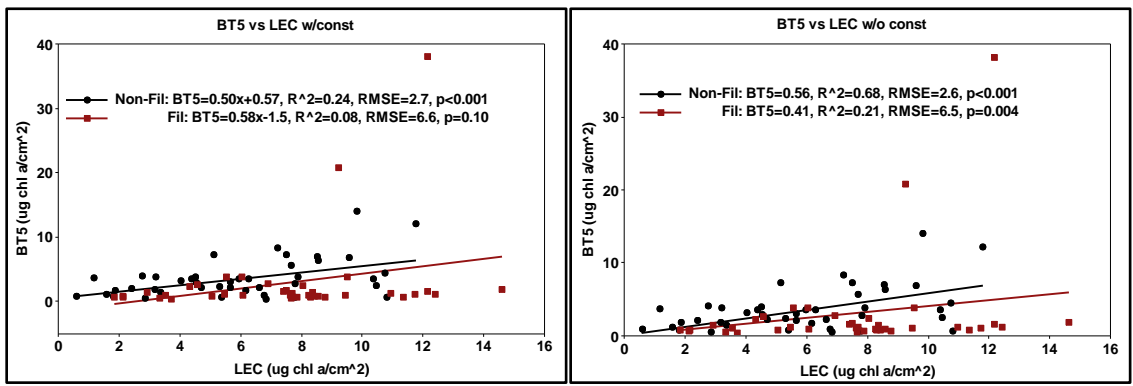 BT5 vs LEC w/const
40
30
20
10
0
0 2 4 6 8 10 12 14 16
BT5 (ug chl a/cm^2)
LEC (ug chl a/cm^2)
Non-Fil: BT5=0.50x+0.57, R^2=0.24, RMSE=2.7, p<0.001
Fil: BT5=0.58x-1.5, R^2=0.08, RMSE=6.6, p=0.10
BT5 vs LEC w/o const
40
30
20
10
0
0 2 4 6 8 10 12 14 16
BT5 (ug chl a/cm^2)
LEC (ug chl a/cm^2)
Non-Fil: BT5=0.56, R^2=0.68, RMSE=2.6, p<0.001
Fil: BT5=0.41, R^2=0.21, RMSE=6.5, p=0.004